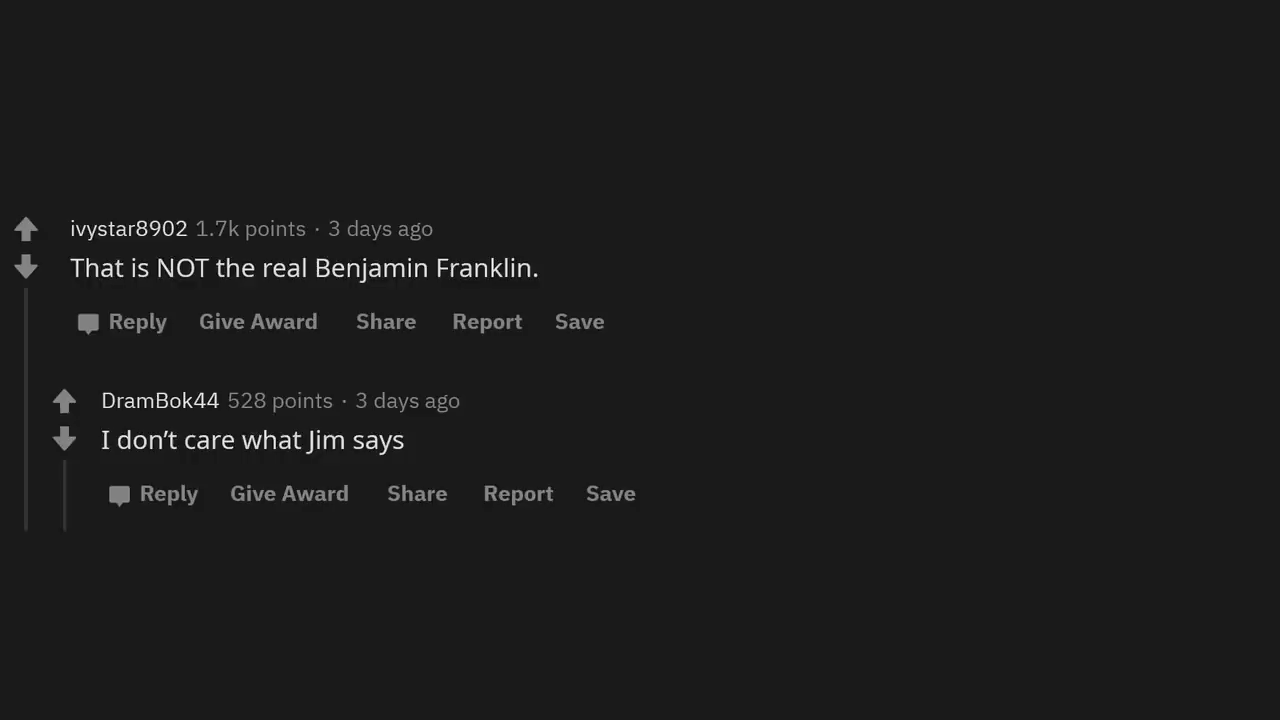 ivystar8902 1.7k points · 3 days ago
That is NOT the real Benjamin Franklin.
Reply Give Award Share Report Save
DramBok44 528 points · 3 days ago
I don’t care what Jim says
Reply Give Award Share Report Save